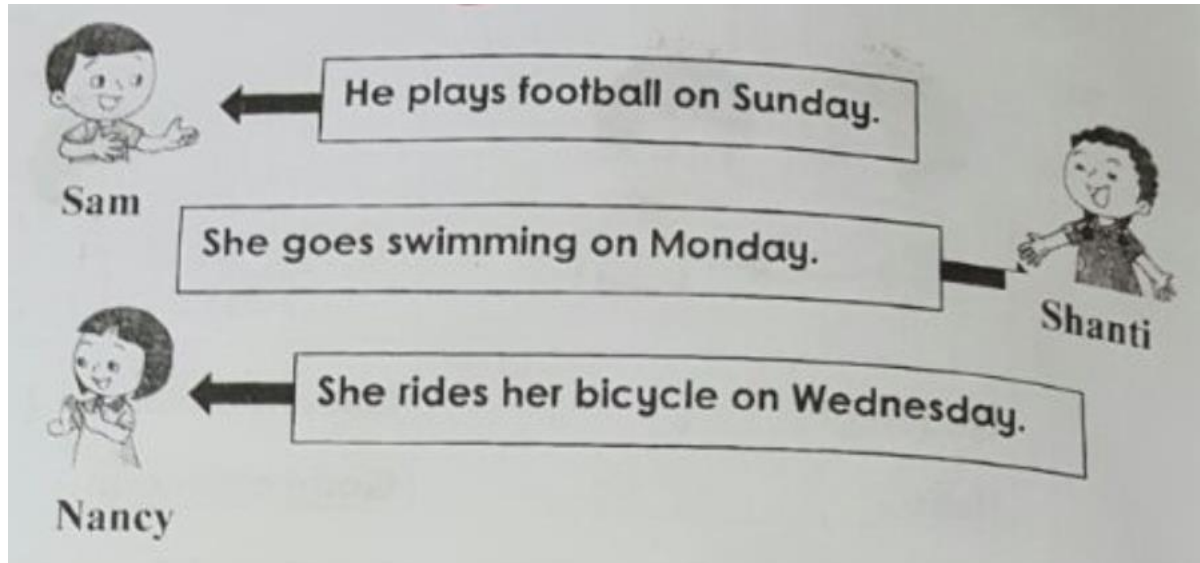 He plays football on Sunday.
Sam
She goes swimming on Monday.
Shanti
She rides her bicycle on Wednesday.
Nancy